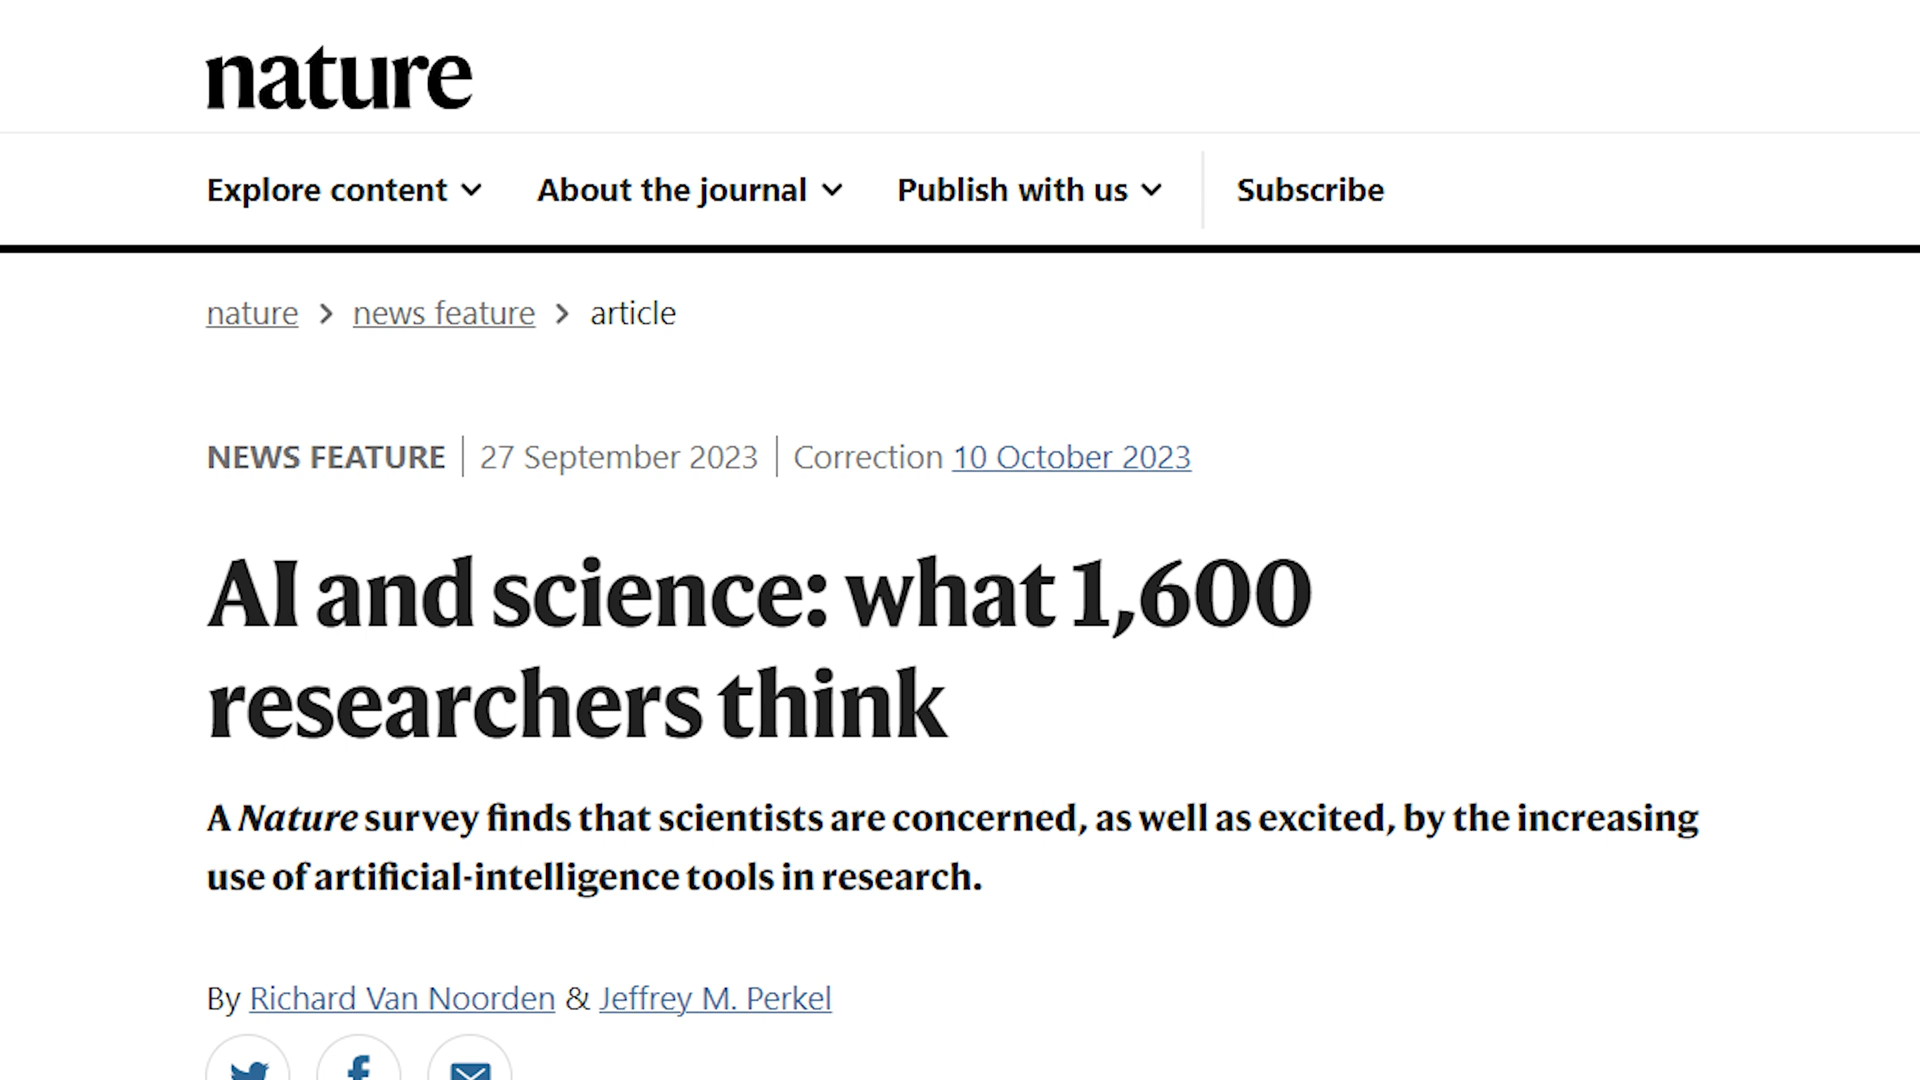 nature
Explore content About the journal Publish with us Subscribe
nature > news feature > article
NEWS FEATURE | 27 September 2023 | Correction 10 October 2023
AI and science: what 1,600
researchers think
A Nature survey finds that scientists are concerned, as well as excited, by the increasing
use of artificial-intelligence tools in research.
By Richard Van Noorden & Jeffrey M. Perkel